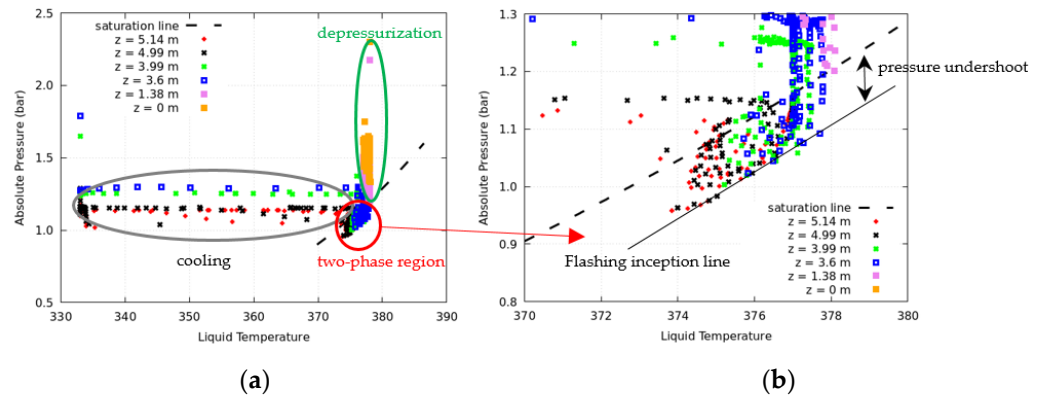 2.5
2.0
1.5
1.0
0.5
Absolute Pressure (bar)
saturation line
z = 5.14 m
z = 4.99 m
z = 3.99 m
z = 3.6 m
z = 1.38 m
z = 0 m
depressurization
cooling
two-phase region
330 340 350 360 370 380 390
Liquid Temperature
(a)
1.3
1.2
1.1
1.0
0.9
0.8
Absolute Pressure (bar)
pressure undershoot
Flashing inception line
saturation line
z = 5.14 m
z = 4.99 m
z = 3.99 m
z = 3.6 m
z = 1.38 m
z = 0 m
370 372 374 376 378 380
Liquid Temperature
(b)